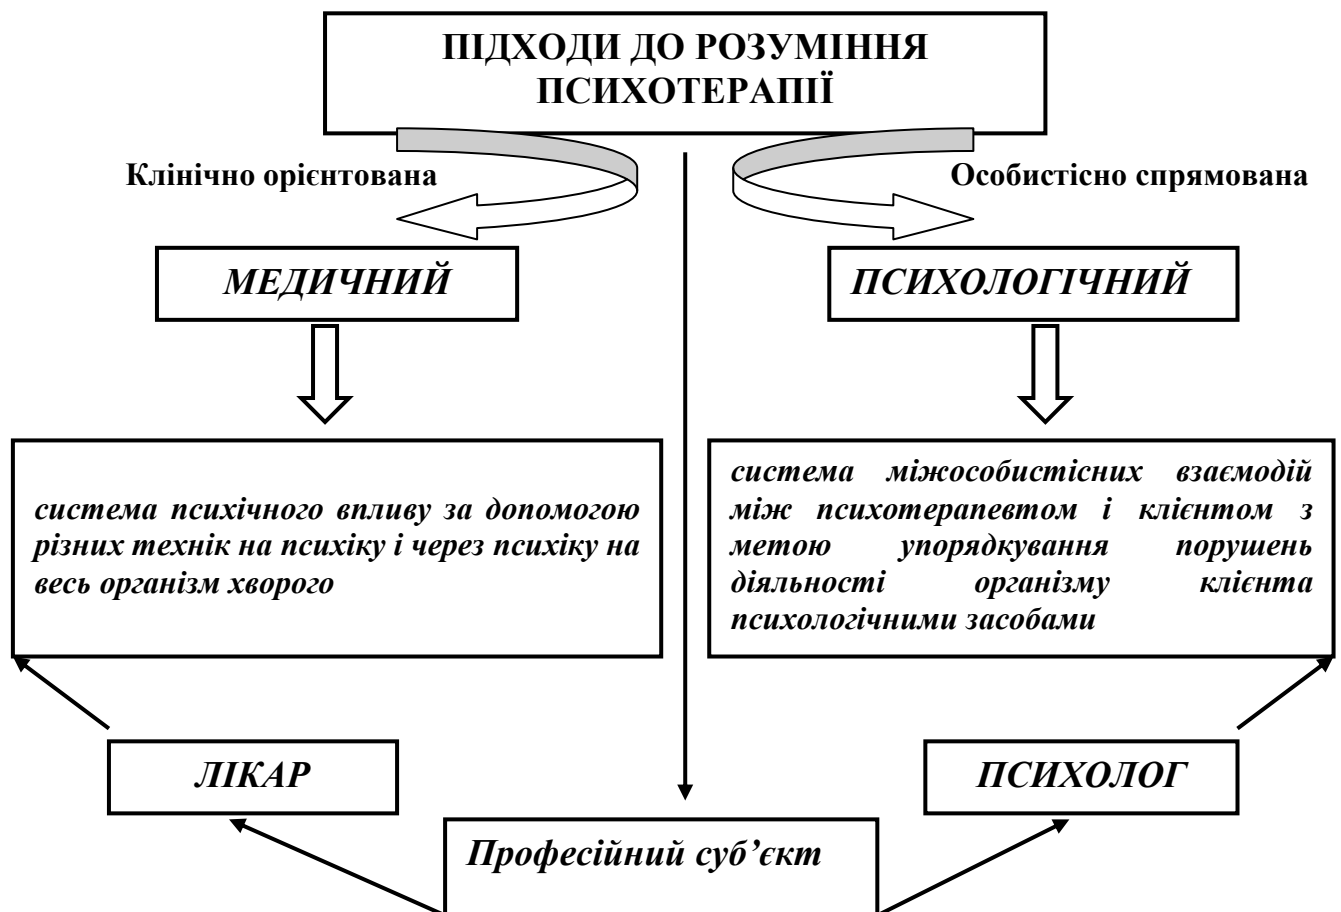 ПІДХОДИ ДО РОЗУМІННЯ
ПСИХОТЕРАПІЇ
Клінічно орієнтована
Особистісно спрямована
МЕДИЧНИЙ
ПСИХОЛОГІЧНИЙ
система психічного впливу за допомогою
різних технік на психіку і через психіку на
весь організм хворого
система міжособистісних взаємодій
між психотерапевтом і клієнтом з
метою упорядкування порушень
діяльності організму клієнта
психологічними засобами
ЛІКАР
ПСИХОЛОГ
Професійний суб’єкт